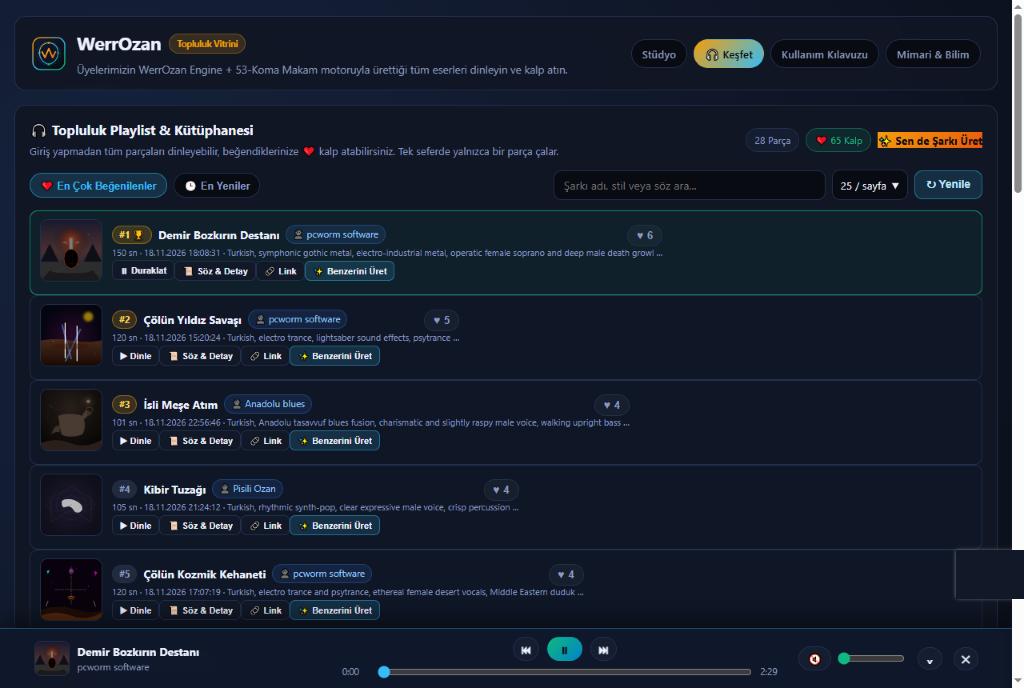 WerrOzan Topluluk Vitrini
Üyelerimizin WerrOzan Engine + 53-Koma Makam motoruyla ürettiği tüm eserleri dinleyin ve kalp atın.
Stüdyo Keşfet Kullanım Kılavuzu Mimari & Bilim
Topluluk Playlist & Kütüphanesi
Giriş yapmadan tüm parçaları dinleyebilir, beğendiklerinize ❤ kalp atabilirsiniz. Tek seferde yalnızca bir parça çalar.
28 Parça ❤ 65 Kalp ✨ Sen de Şarkı Üret
❤ En Çok Beğenilenler En Yeniler
Şarkı adı, stil veya söz ara... 25 / sayfa ▼ ↻ Yenile
#1 🏆 Demir Bozkırın Destanı pcworm software ♥ 6
150 sn · 18.11.2026 18:08:31 · Turkish, symphonic gothic metal, electro-industrial metal, operatic female soprano and deep male death growl ...
⏸ Duraklat Söz & Detay Link ✨ Benzerini Üret
#2 Çölün Yıldız Savaşı pcworm software ♥ 5
120 sn · 18.11.2026 15:20:24 · Turkish, electro trance, lightsaber sound effects, psytrance ...
▶ Dinle Söz & Detay Link ✨ Benzerini Üret
#3 İsli Meşe Atım Anadolu blues ♥ 4
101 sn · 18.11.2026 22:56:46 · Turkish, Anadolu tasavvuf blues fusion, charismatic and slightly raspy male voice, walking upright bass ...
▶ Dinle Söz & Detay Link ✨ Benzerini Üret
#4 Kibir Tuzağı Pisili Ozan ♥ 4
105 sn · 18.11.2026 21:24:12 · Turkish, rhythmic synth-pop, clear expressive male voice, crisp percussion ...
▶ Dinle Söz & Detay Link ✨ Benzerini Üret
#5 Çölün Kozmik Kehaneti pcworm software ♥ 4
120 sn · 18.11.2026 17:07:19 · Turkish, electro trance and psytrance, ethereal female desert vocals, Middle Eastern duduk ...
▶ Dinle Söz & Detay Link ✨ Benzerini Üret
Demir Bozkırın Destanı
pcworm software
0:00 2:29